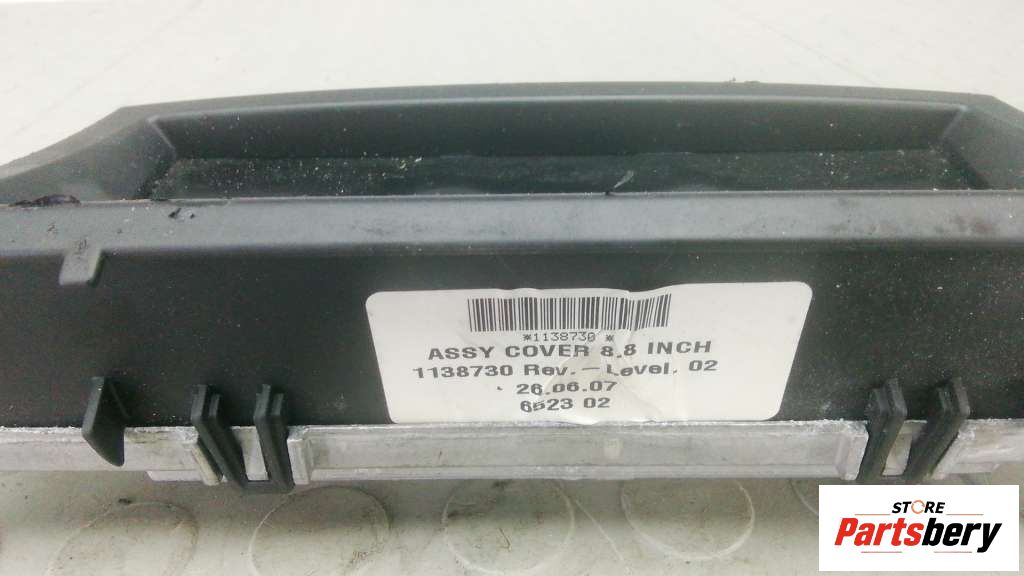 *1138730 *
ASSY COVER 8.8 INCH
1138730 Rev. - Level. 02
26.06.07
6523 02
STORE
Partsbery